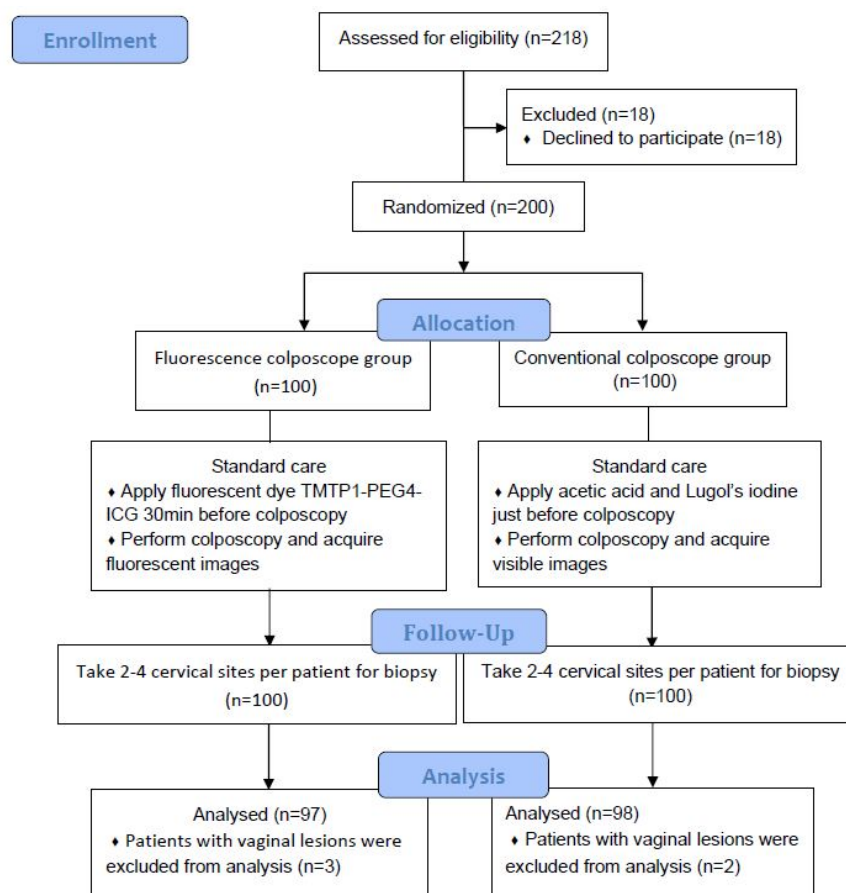 Enrollment
Assessed for eligibility (n=218)
Excluded (n=18)
♦ Declined to participate (n=18)
Randomized (n=200)
Allocation
Fluorescence colposcope group
(n=100)
Conventional colposcope group
(n=100)
Standard care
♦ Apply fluorescent dye TMTP1-PEG4-
ICG 30min before colposcopy
♦ Perform colposcopy and acquire
fluorescent images
Standard care
♦ Apply acetic acid and Lugol's iodine
just before colposcopy
♦ Perform colposcopy and acquire
visible images
Follow-Up
Take 2-4 cervical sites per patient for biopsy
(n=100)
Take 2-4 cervical sites per patient for biopsy
(n=100)
Analysis
Analysed (n=97)
♦ Patients with vaginal lesions were
excluded from analysis (n=3)
Analysed (n=98)
♦ Patients with vaginal lesions were
excluded from analysis (n=2)